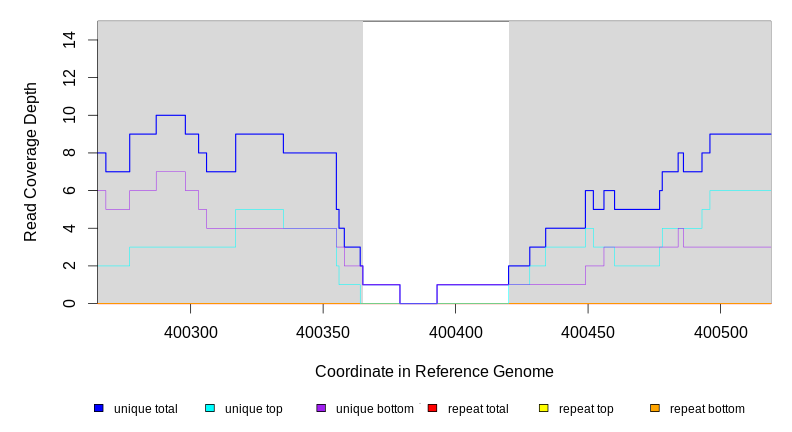 Read Coverage Depth
14
12
10
8
6
4
2
0
400300 400350 400400 400450 400500
Coordinate in Reference Genome
unique total unique top unique bottom repeat total repeat top repeat bottom